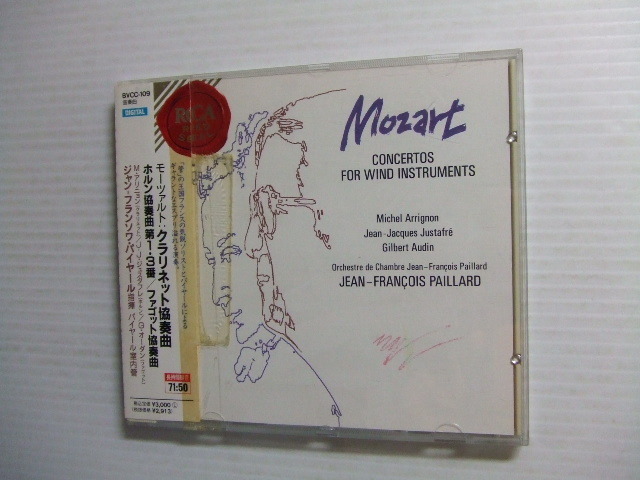 BVCC-109
DIGITAL
RCA
モーツァルト：クラリネット協奏曲
ホルン協奏曲第1・3番／ファゴット協奏曲
ジャン＝フランソワ・パイヤール指揮 パイヤール室内管
71:50
¥3,000
¥2,913
Mozart
CONCERTOS
FOR WIND INSTRUMENTS
Michel Arrignon
Jean-Jacques Justafré
Gilbert Audin
Orchestre de Chambre Jean-François Paillard
JEAN-FRANÇOIS PAILLARD